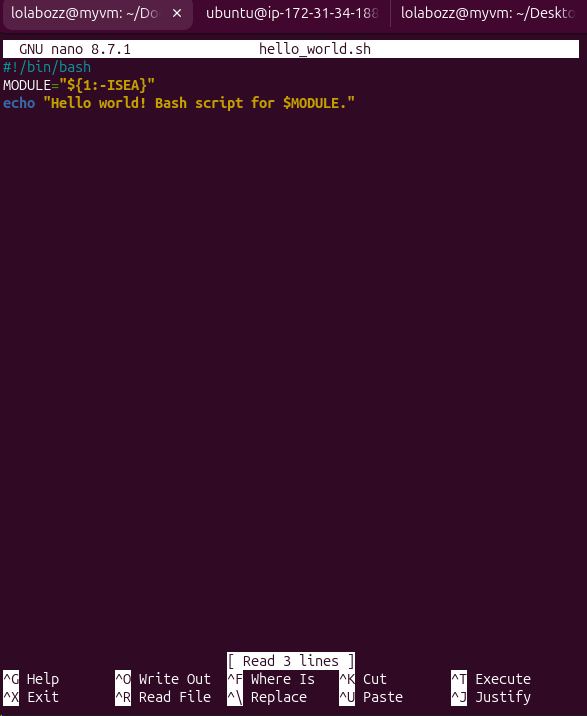 lolabozz@myvm: ~/Do × ubuntu@ip-172-31-34-188 lolabozz@myvm: ~/Deskto
GNU nano 8.7.1 hello_world.sh
#!/bin/bash
MODULE="${1:-ISEA}"
echo "Hello world! Bash script for $MODULE."
[ Read 3 lines ]
^G Help ^O Write Out ^F Where Is ^K Cut ^T Execute
^X Exit ^R Read File ^\ Replace ^U Paste ^J Justify